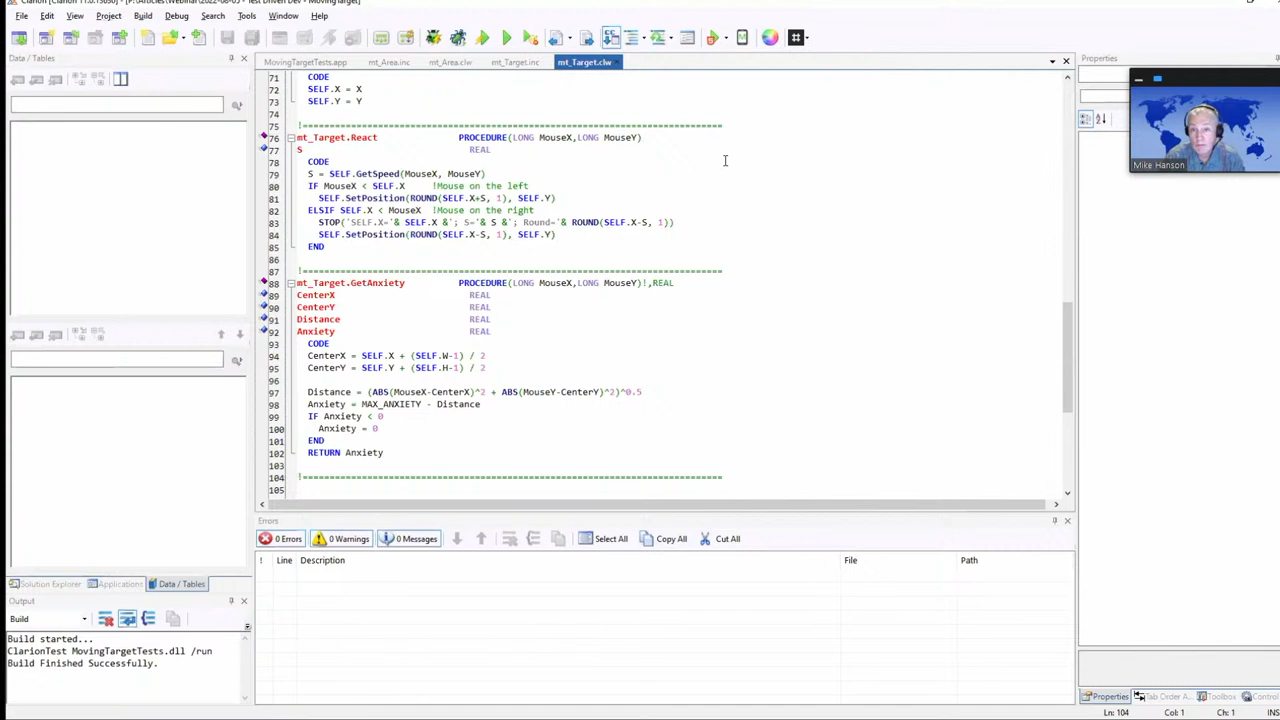 Clarion [Clarion 11.0.13630] - [P:\Articles\Webinar\2022-08-03 - Test Driven Dev - MovingTarget]
File Edit View Project Build Debug Search Tools Window Help
Data / Tables
MovingTargetTests.app mt_Area.inc mt_Area.clw mt_Target.inc mt_Target.clw
Properties
71 CODE
72 SELF.X = X
73 SELF.Y = Y
74
75 !==============================================================================
76 mt_Target.React PROCEDURE(LONG MouseX,LONG MouseY)
77 S REAL
78 CODE
79 S = SELF.GetSpeed(MouseX, MouseY)
80 IF MouseX < SELF.X !Mouse on the left
81 SELF.SetPosition(ROUND(SELF.X+S, 1), SELF.Y)
82 ELSIF SELF.X < MouseX !Mouse on the right
83 STOP('SELF.X='& SELF.X &'; S='& S &'; Round='& ROUND(SELF.X-S, 1))
84 SELF.SetPosition(ROUND(SELF.X-S, 1), SELF.Y)
85 END
86
87 !==============================================================================
88 mt_Target.GetAnxiety PROCEDURE(LONG MouseX,LONG MouseY)!,REAL
89 CenterX REAL
90 CenterY REAL
91 Distance REAL
92 Anxiety REAL
93 CODE
94 CenterX = SELF.X + (SELF.W-1) / 2
95 CenterY = SELF.Y + (SELF.H-1) / 2
96
97 Distance = (ABS(MouseX-CenterX)^2 + ABS(MouseY-CenterY)^2)^0.5
98 Anxiety = MAX_ANXIETY - Distance
99 IF Anxiety < 0
100 Anxiety = 0
101 END
102 RETURN Anxiety
103
104 !==============================================================================
105
Mike Hanson
Errors
0 Errors 0 Warnings 0 Messages Select All Copy All Cut All
! Line Description File Path
Solution Explorer Applications Data / Tables
Output
Build
Build started...
ClarionTest MovingTargetTests.dll /run
Build Finished Successfully.
Properties Tab Order A... Toolbox Control
Ln: 104 Col: 1 Ch: 1 INS